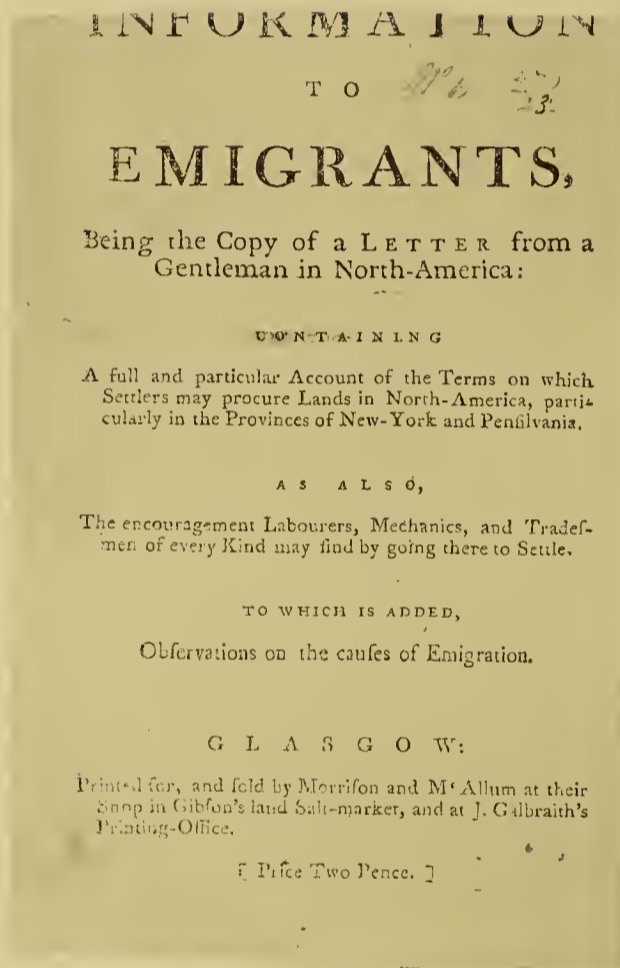 INFORMATION
TO
EMIGRANTS,
Being the Copy of a LETTER from a
Gentleman in North-America:
CONTAINING
A full and particular Account of the Terms on which
Settlers may procure Lands in North-America, parti-
cularly in the Provinces of New-York and Penſilvania.
AS ALSO,
The encouragement Labourers, Mechanics, and Tradeſ-
men of every Kind may find by going there to Settle.
TO WHICH IS ADDED,
Obſervations on the cauſes of Emigration.
GLASGOW:
Printed for, and ſold by Morriſon and M‘Allum at their
Shop in Gibſon's land Salt-market, and at J. Galbraith's
Printing-Office.
[ Price Two Pence. ]